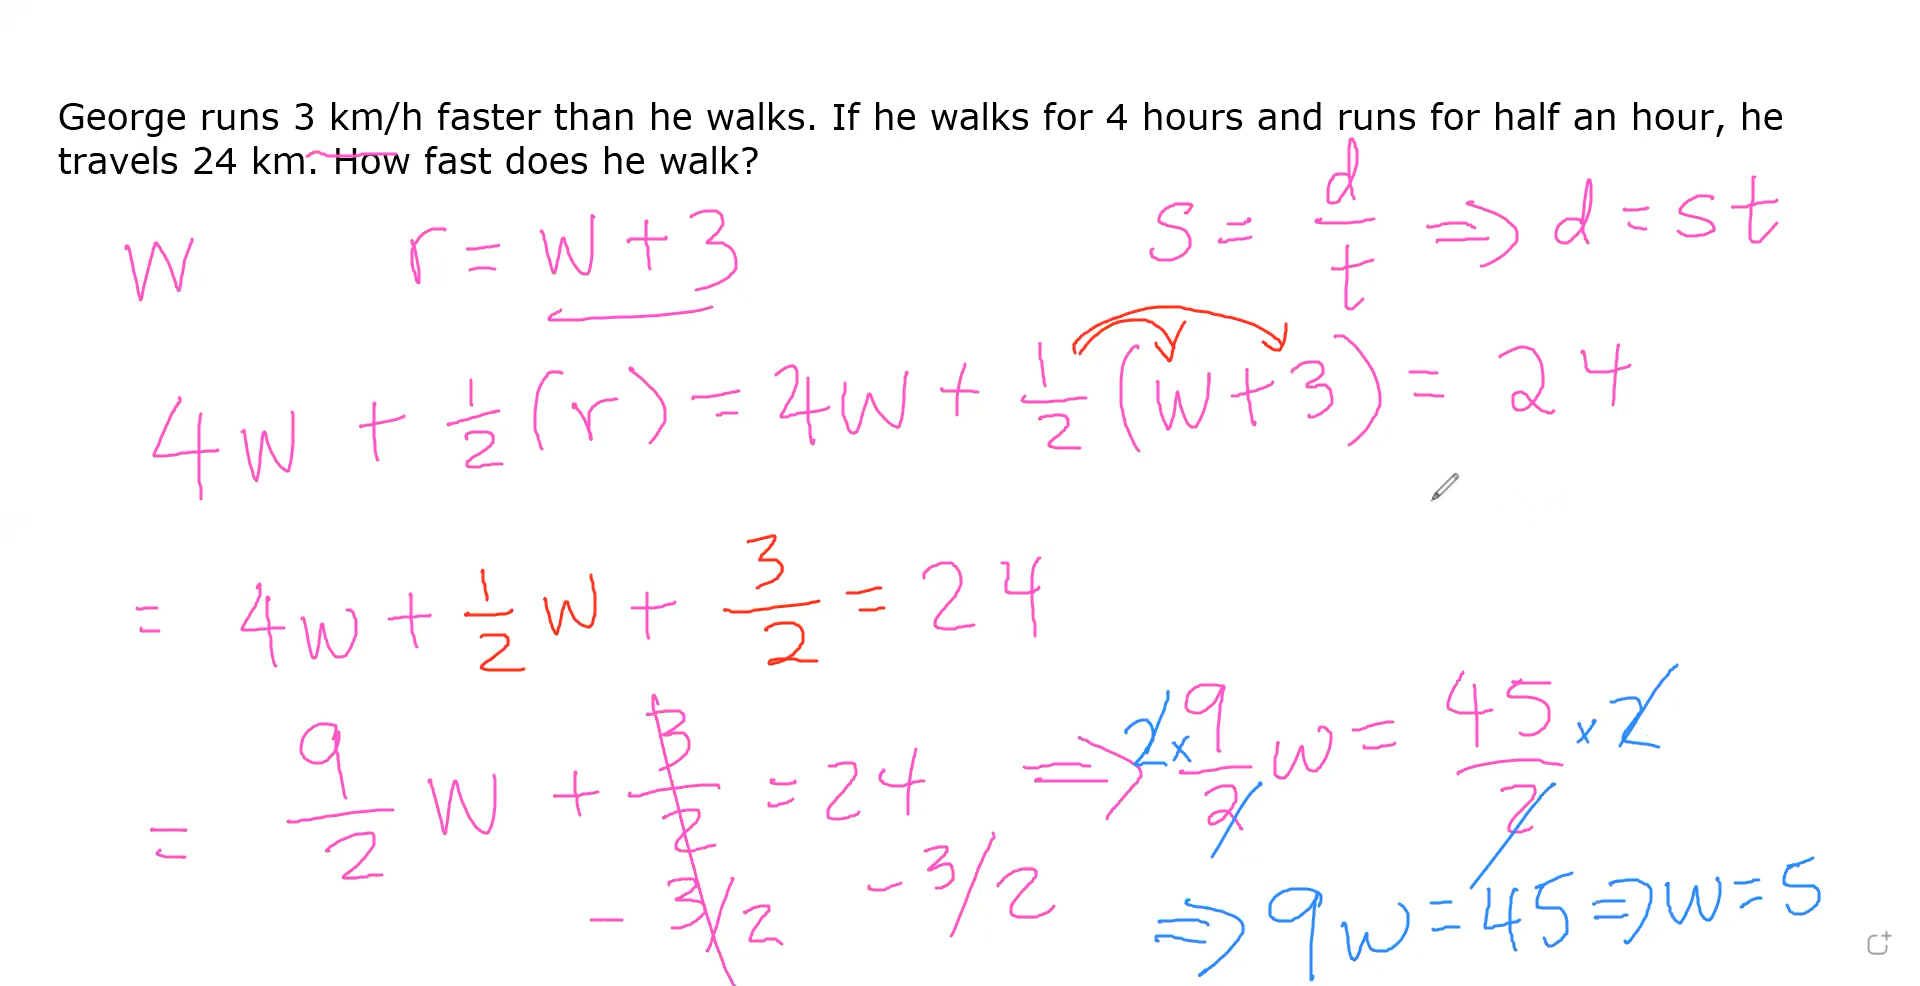 George runs 3 km/h faster than he walks. If he walks for 4 hours and runs for half an hour, he
travels 24 km. How fast does he walk?
w r = w + 3 s = d/t ⇒ d = st
4w + 1/2 (r) = 4w + 1/2 (w + 3) = 24
= 4w + 1/2 w + 3/2 = 24
= 9/2 w + 3/2 = 24 ⇒ 2 × 9/2 w = 45/2 × 2
- 3/2 - 3/2 ⇒ 9w = 45 ⇒ w = 5